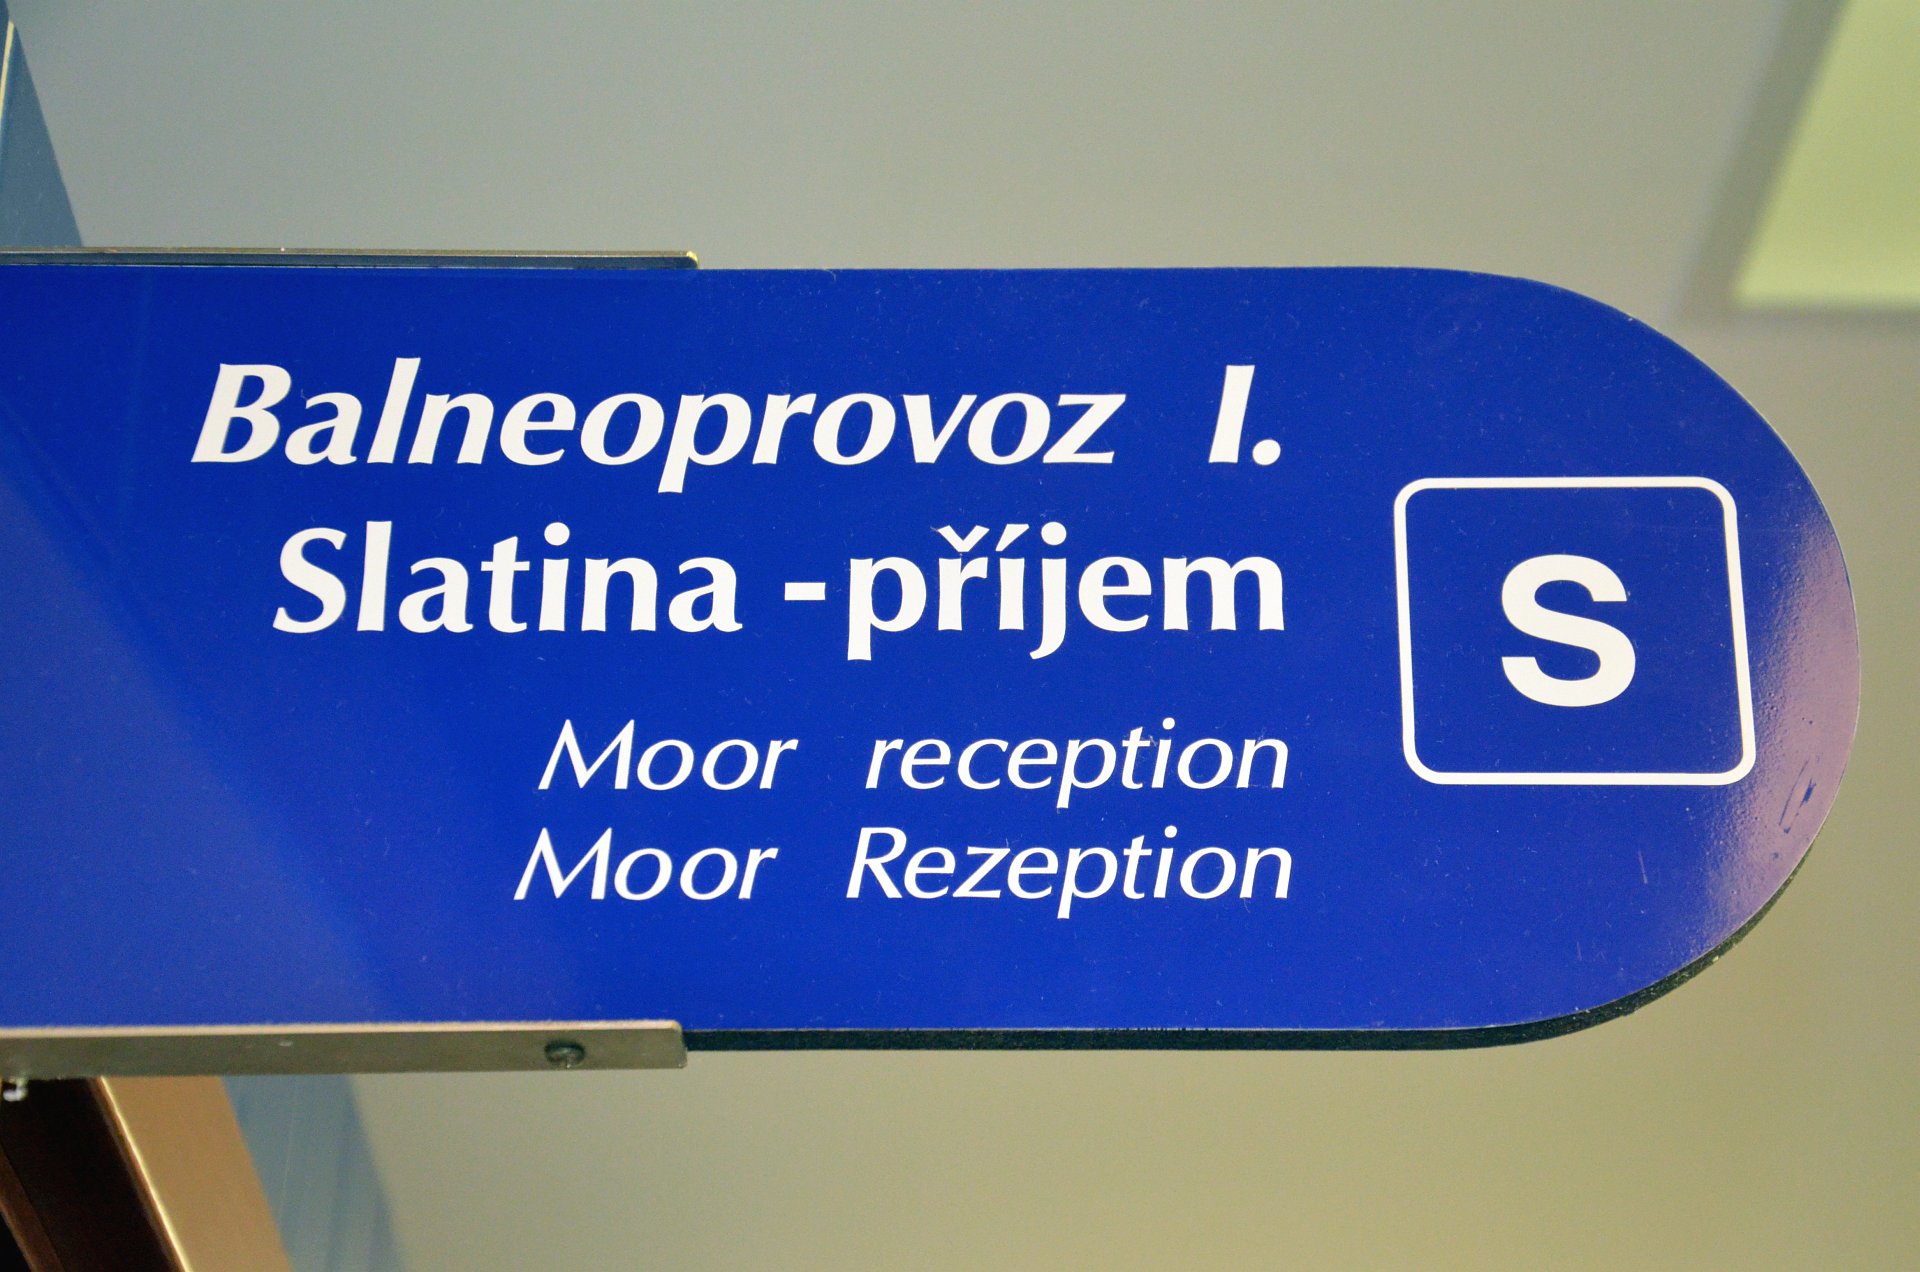 Balneoprovoz I.
Slatina - příjem
Moor reception
Moor Rezeption
S